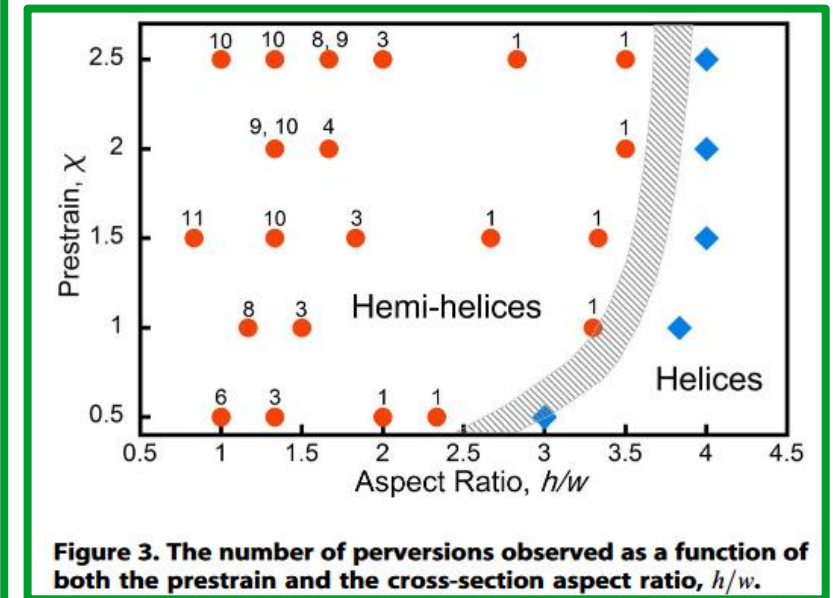 10 10 8, 9 3 1 1
2.5
9, 10 4 1
2
11 10 3 1 1
1.5
8 3 Hemi-helices 1
1
Helices
6 3 1 1
0.5
Prestrain, χ
0.5 1 1.5 2 2.5 3 3.5 4 4.5
Aspect Ratio, h/w
Figure 3. The number of perversions observed as a function of
both the prestrain and the cross-section aspect ratio, h/w.